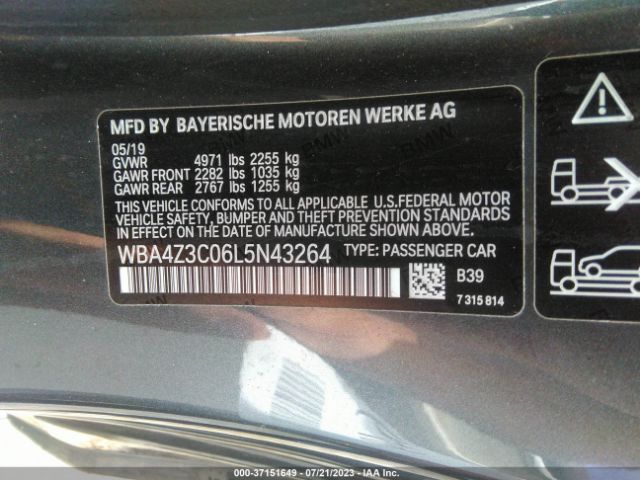 MFD BY BAYERISCHE MOTOREN WERKE AG
05/19
GVWR 4971 lbs 2255 kg
GAWR FRONT 2282 lbs 1035 kg
GAWR REAR 2767 lbs 1255 kg
THIS VEHICLE CONFORMS TO ALL APPLICABLE U.S.FEDERAL MOTOR
VEHICLE SAFETY, BUMPER AND THEFT PREVENTION STANDARDS
IN EFFECT ON THE DATE OF MANUFACTURE SHOWN ABOVE.
WBA4Z3C06L5N43264 TYPE: PASSENGER CAR
B39
7 315 814
000-37151649 / 07/21/2023 - IAA Inc.